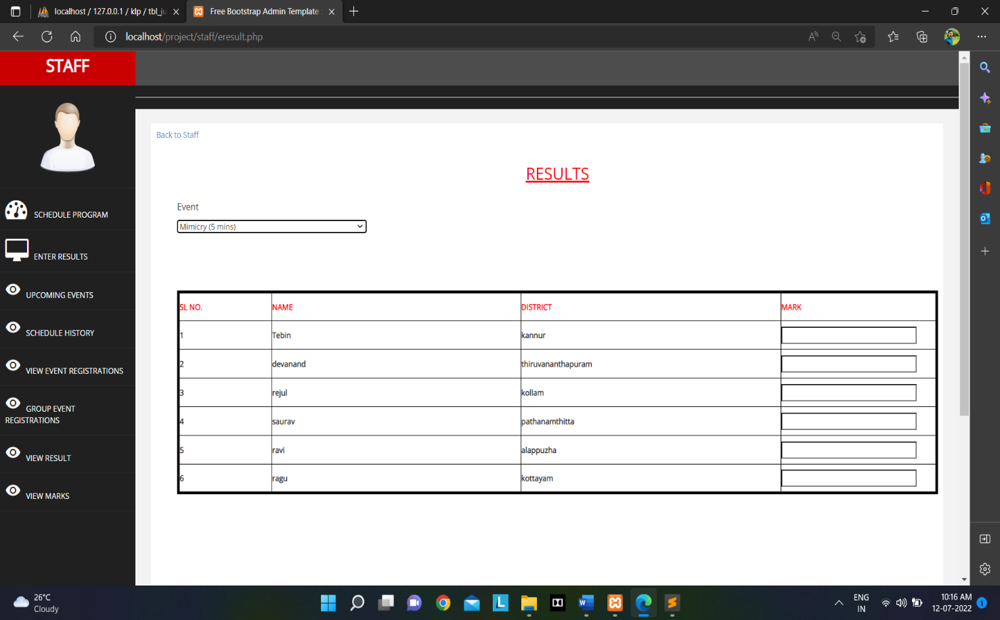 localhost / 127.0.0.1 / klp / tbl_ju
Free Bootstrap Admin Template
localhost/project/staff/eresult.php
STAFF
SCHEDULE PROGRAM
ENTER RESULTS
UPCOMING EVENTS
SCHEDULE HISTORY
VIEW EVENT REGISTRATIONS
GROUP EVENT
REGISTRATIONS
VIEW RESULT
VIEW MARKS
Back to Staff
RESULTS
Event
Mimicry (5 mins)
SL NO. NAME DISTRICT MARK
1 Tebin kannur
2 devanand thiruvananthapuram
3 rejul kollam
4 saurav pathanamthitta
5 ravi alappuzha
6 ragu kottayam
26°C
Cloudy
ENG
IN
10:16 AM
12-07-2022
1